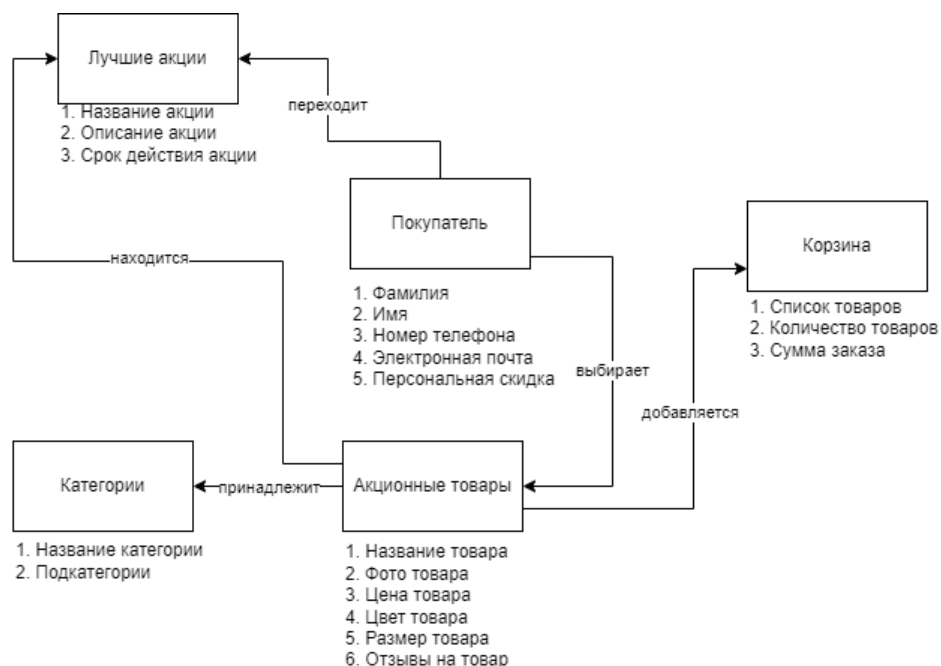 Лучшие акции
1. Название акции
2. Описание акции
3. Срок действия акции
переходит
находится
Покупатель
1. Фамилия
2. Имя
3. Номер телефона
4. Электронная почта
5. Персональная скидка
Корзина
1. Список товаров
2. Количество товаров
3. Сумма заказа
выбирает
добавляется
Категории
1. Название категории
2. Подкатегории
принадлежит
Акционные товары
1. Название товара
2. Фото товара
3. Цена товара
4. Цвет товара
5. Размер товара
6. Отзывы на товар